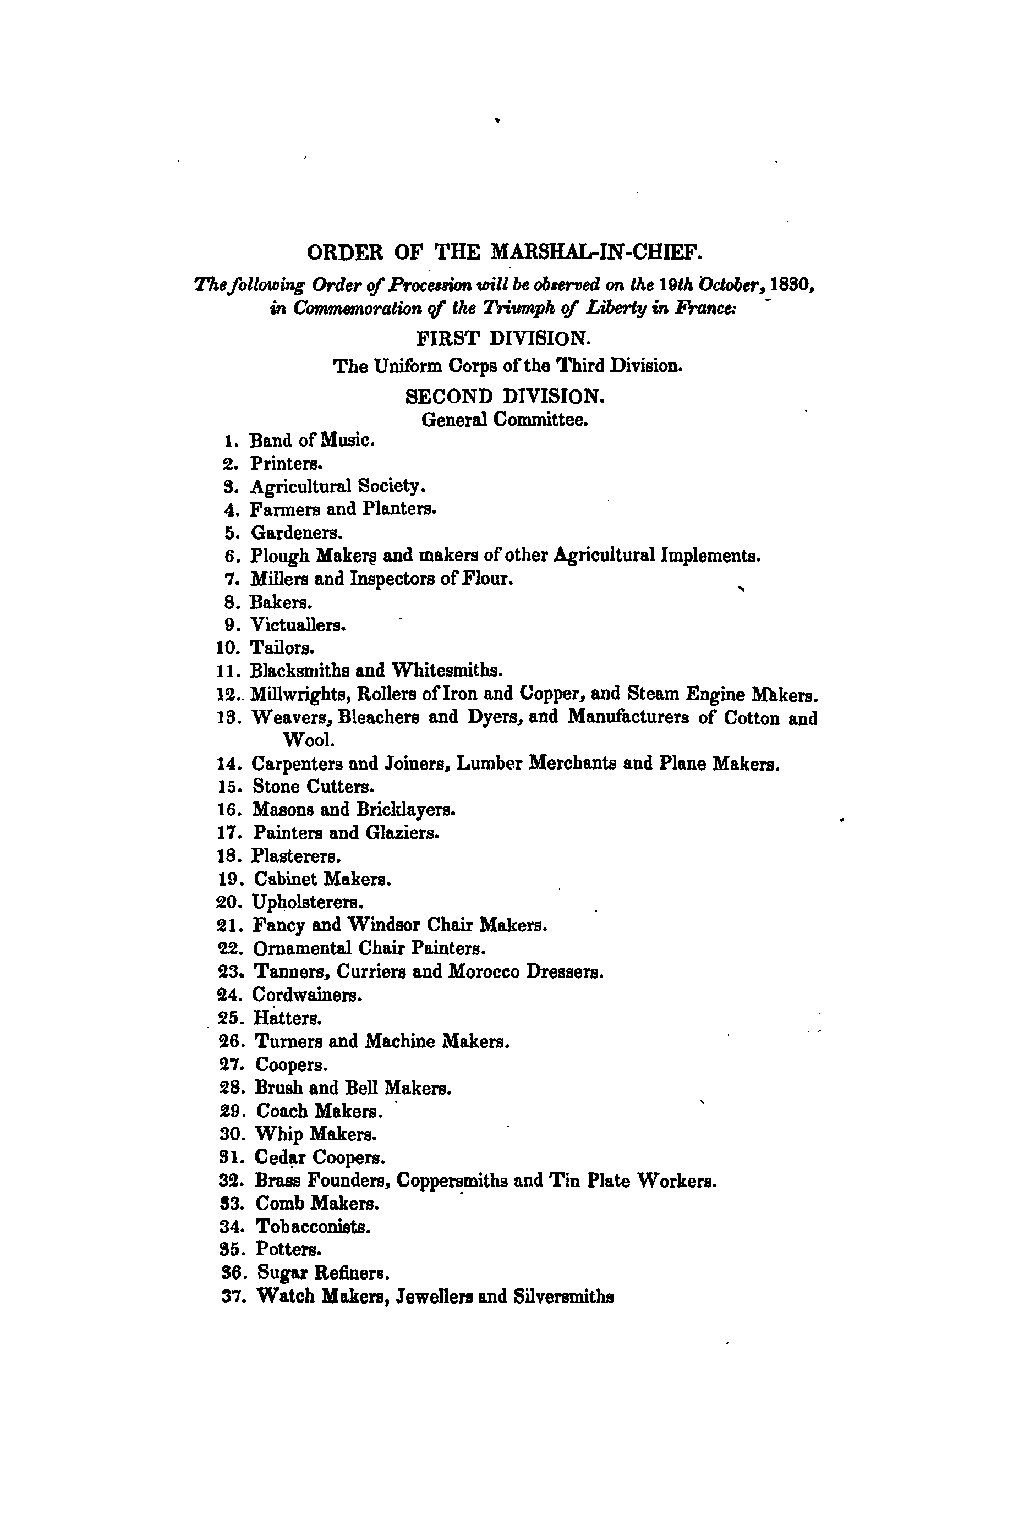 ORDER OF THE MARSHAL-IN-CHIEF.
The following Order of Procession will be observed on the 19th October, 1830,
in Commemoration of the Triumph of Liberty in France:
FIRST DIVISION.
The Uniform Corps of the Third Division.
SECOND DIVISION.
General Committee.
1. Band of Music.
2. Printers.
3. Agricultural Society.
4. Farmers and Planters.
5. Gardeners.
6. Plough Makers and makers of other Agricultural Implements.
7. Millers and Inspectors of Flour.
8. Bakers.
9. Victuallers.
10. Tailors.
11. Blacksmiths and Whitesmiths.
12. Millwrights, Rollers of Iron and Copper, and Steam Engine Makers.
13. Weavers, Bleachers and Dyers, and Manufacturers of Cotton and
Wool.
14. Carpenters and Joiners, Lumber Merchants and Plane Makers.
15. Stone Cutters.
16. Masons and Bricklayers.
17. Painters and Glaziers.
18. Plasterers.
19. Cabinet Makers.
20. Upholsterers.
21. Fancy and Windsor Chair Makers.
22. Ornamental Chair Painters.
23. Tanners, Curriers and Morocco Dressers.
24. Cordwainers.
25. Hatters.
26. Turners and Machine Makers.
27. Coopers.
28. Brush and Bell Makers.
29. Coach Makers.
30. Whip Makers.
31. Cedar Coopers.
32. Brass Founders, Coppersmiths and Tin Plate Workers.
33. Comb Makers.
34. Tobacconists.
35. Potters.
36. Sugar Refiners.
37. Watch Makers, Jewellers and Silversmiths